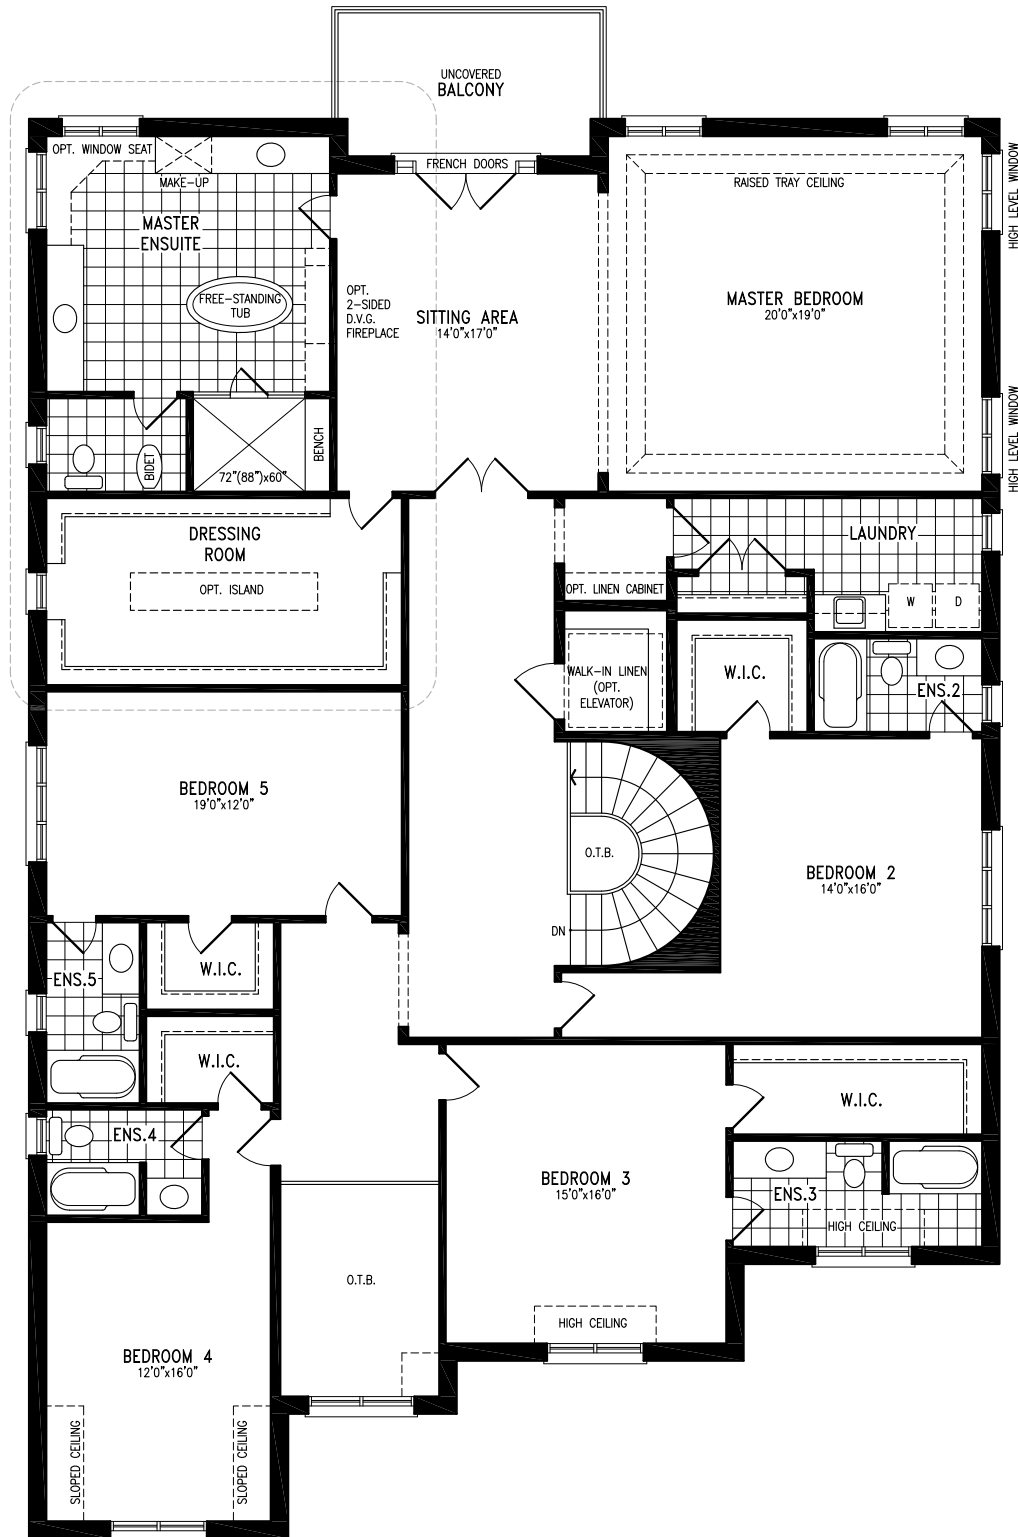 UNCOVERED
BALCONY
OPT. WINDOW SEAT
MAKE-UP
FRENCH DOORS
RAISED TRAY CEILING
HIGH LEVEL WINDOW
MASTER
ENSUITE
FREE-STANDING
TUB
OPT.
2-SIDED
D.V.G.
FIREPLACE
SITTING AREA
14'0"x17'0"
MASTER BEDROOM
20'0"x19'0"
HIGH LEVEL WINDOW
BIDET
72"(88")x60"
BENCH
DRESSING
ROOM
OPT. ISLAND
LAUNDRY
OPT. LINEN CABINET
W
D
WALK-IN LINEN
(OPT.
ELEVATOR)
W.I.C.
ENS.2
BEDROOM 5
19'0"x12'0"
O.T.B.
BEDROOM 2
14'0"x16'0"
DN
ENS.5
W.I.C.
W.I.C.
W.I.C.
ENS.4
BEDROOM 3
15'0"x16'0"
ENS.3
HIGH CEILING
O.T.B.
HIGH CEILING
BEDROOM 4
12'0"x16'0"
SLOPED CEILING
SLOPED CEILING